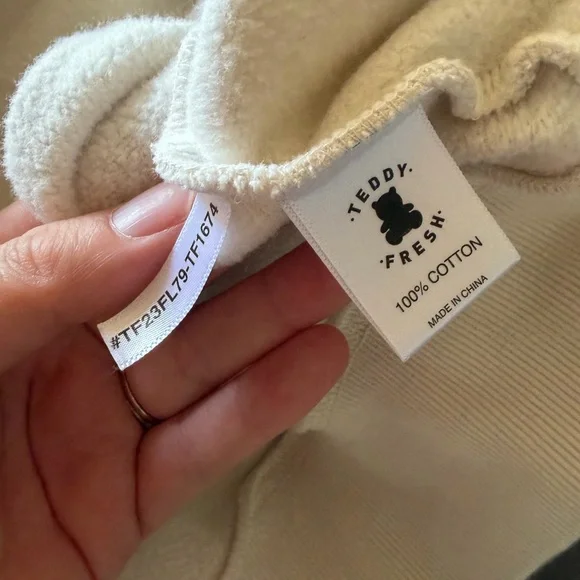 #TF23FL79-TF1674
·TEDDY·
·FRESH·
100% COTTON
MADE IN CHINA